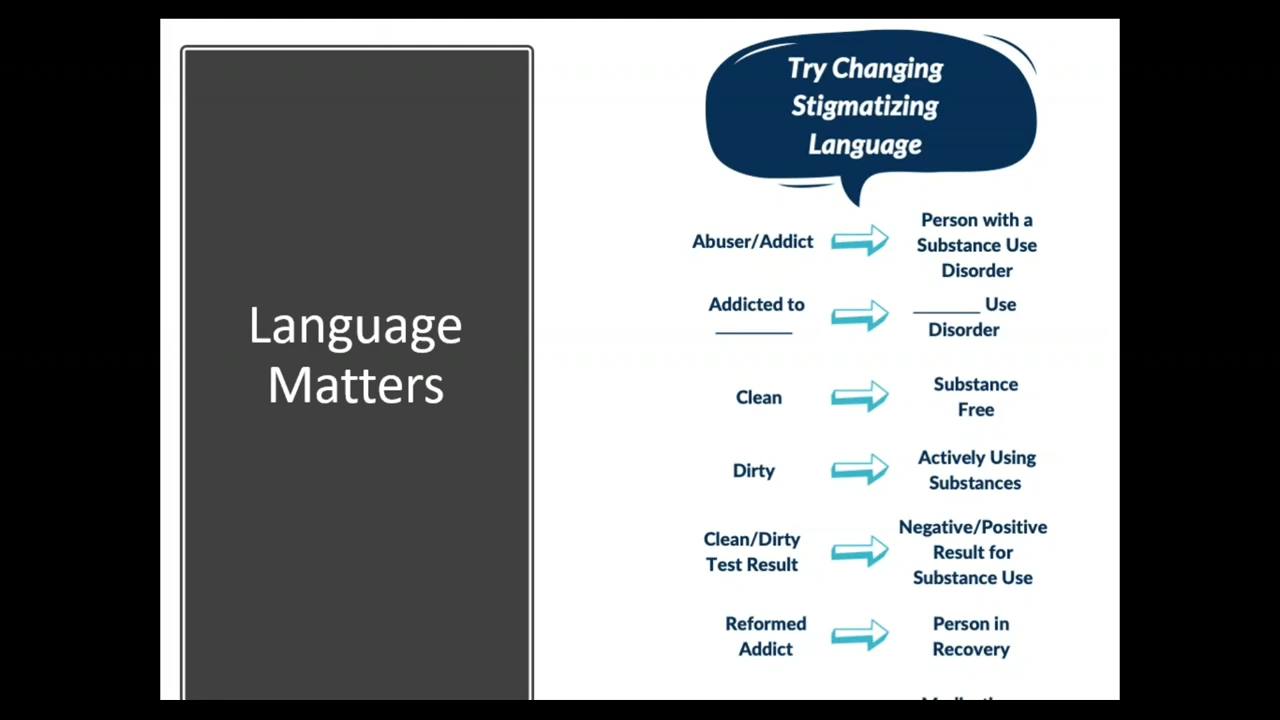 Language
Matters
Try Changing
Stigmatizing
Language
Abuser/Addict
Person with a
Substance Use
Disorder
Addicted to
________
_______ Use
Disorder
Clean
Substance
Free
Dirty
Actively Using
Substances
Clean/Dirty
Test Result
Negative/Positive
Result for
Substance Use
Reformed
Addict
Person in
Recovery